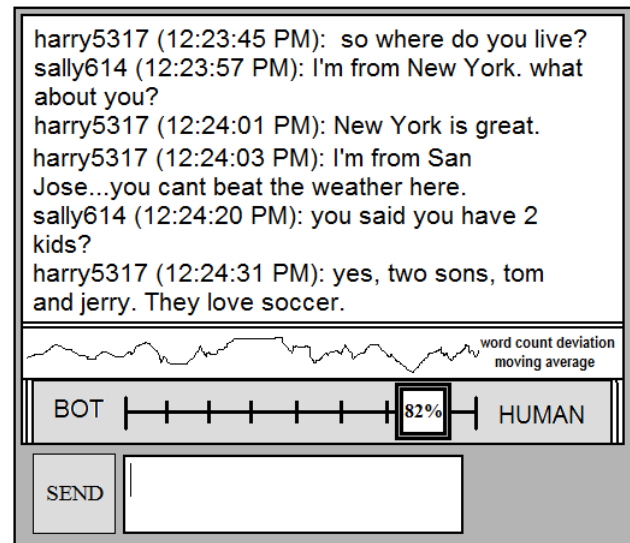 harry5317 (12:23:45 PM):  so where do you live?
sally614 (12:23:57 PM): I'm from New York. what
about you?
harry5317 (12:24:01 PM): New York is great.
harry5317 (12:24:03 PM): I'm from San
Jose...you cant beat the weather here.
sally614 (12:24:20 PM): you said you have 2
kids?
harry5317 (12:24:31 PM): yes, two sons, tom
and jerry. They love soccer.
word count deviation
moving average
BOT 82% HUMAN
SEND